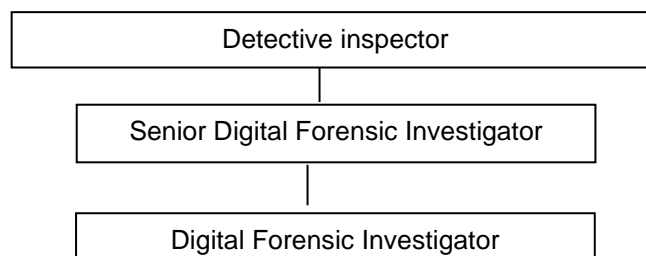 Detective inspector
Senior Digital Forensic Investigator
Digital Forensic Investigator